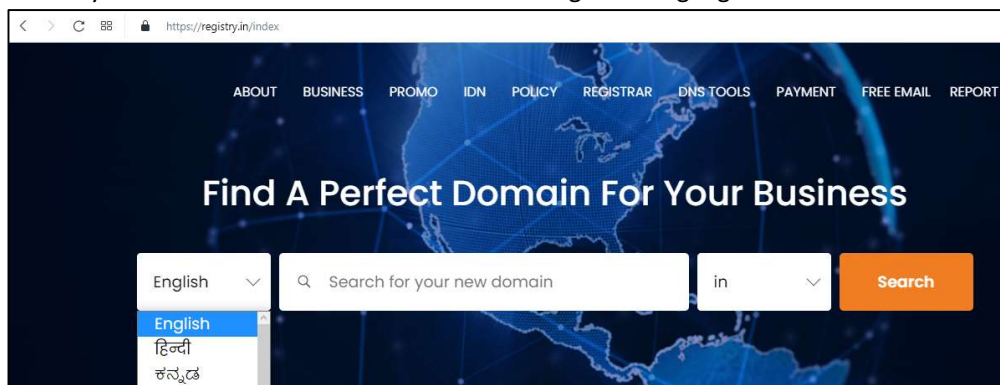 https://registry.in/index
ABOUT BUSINESS PROMO IDN POLICY REGISTRAR DNS TOOLS PAYMENT FREE EMAIL REPORT
Find A Perfect Domain For Your Business
English Search for your new domain in Search
English
हिन्दी
ಕನ್ನಡ